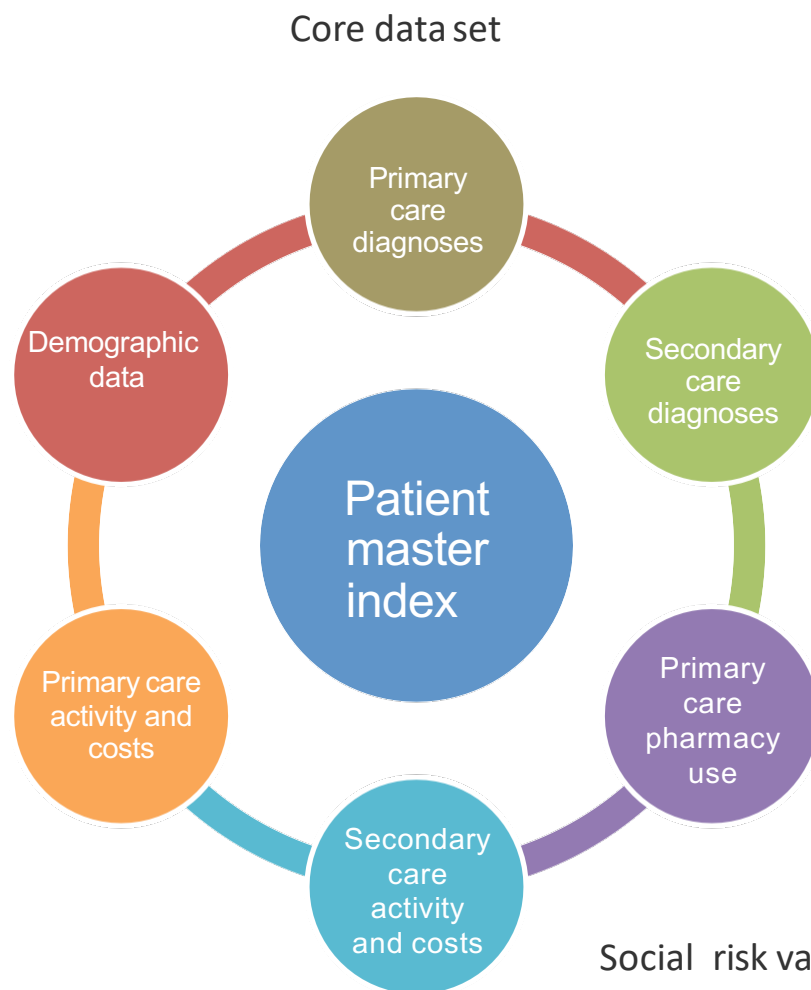 Core data set
Primary
care
diagnoses
Demographic
data
Secondary
care
diagnoses
Patient
master
index
Primary care
activity and
costs
Primary
care
pharmacy
use
Secondary
care
activity
and costs
Social risk va